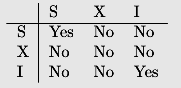 S X I
S Yes No No
X No No No
I No No Yes